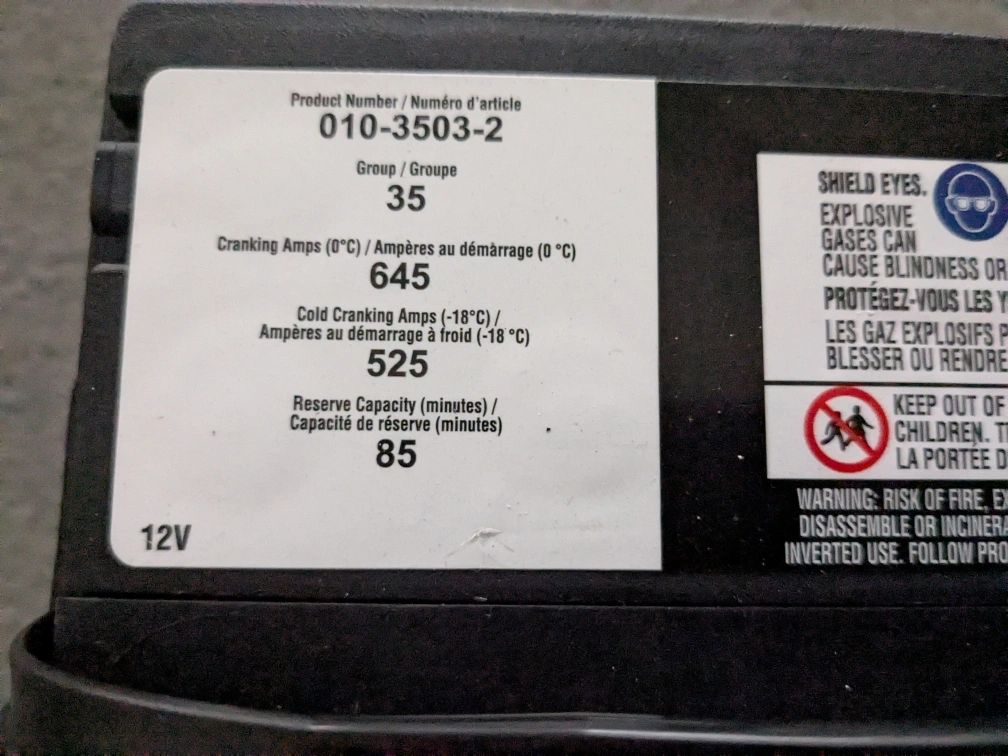 Product Number / Numéro d'article
010-3503-2
Group / Groupe
35
Cranking Amps (0°C) / Ampères au démàrrage (0 °C)
645
Cold Cranking Amps (-18°C) /
Ampères au démarrage à froid (-18 °C)
525
Reserve Capacity (minutes) /
Capacité de réserve (minutes)
85
12V
SHIELD EYES.
EXPLOSIVE
GASES CAN
CAUSE BLINDNESS OR
PROTÉGEZ-VOUS LES
LES GAZ EXPLOSIFS
BLESSER OU RENDRE
KEEP OUT OF
CHILDREN.
LA PORTÉE
WARNING: RISK OF FIRE,
DISASSEMBLE OR
INVERTED USE. FOLLOW